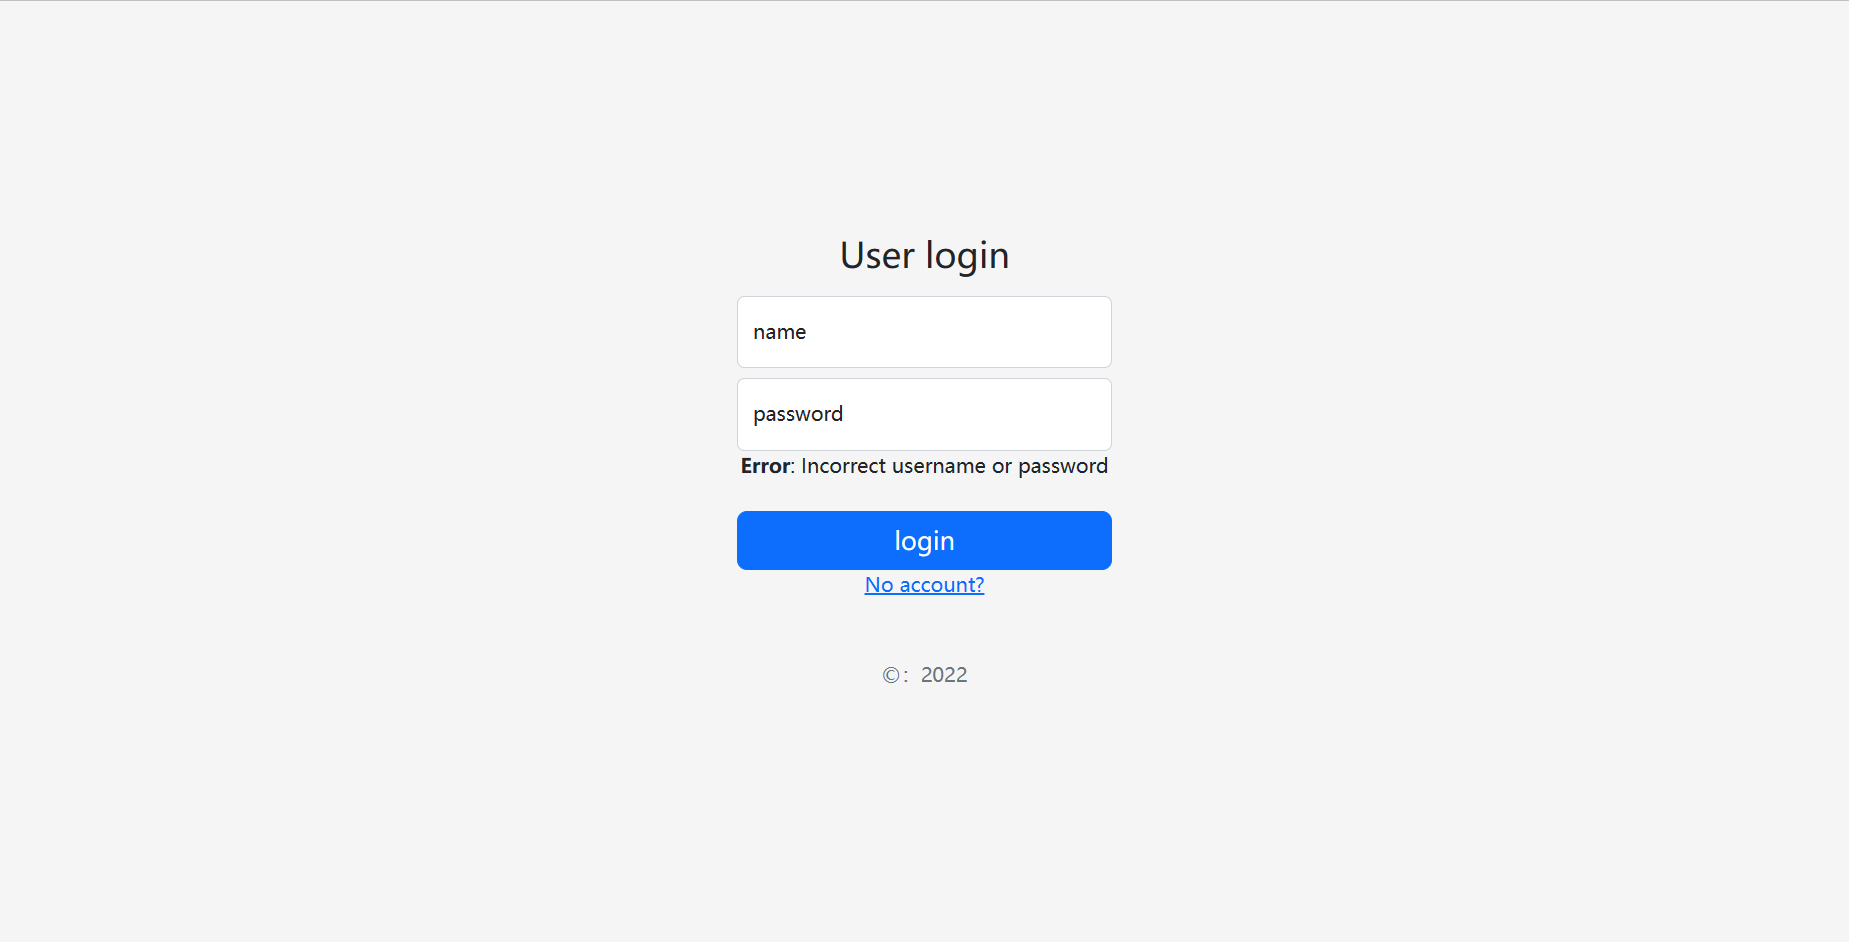 User login
name
password
Error: Incorrect username or password
login
No account?
©：2022